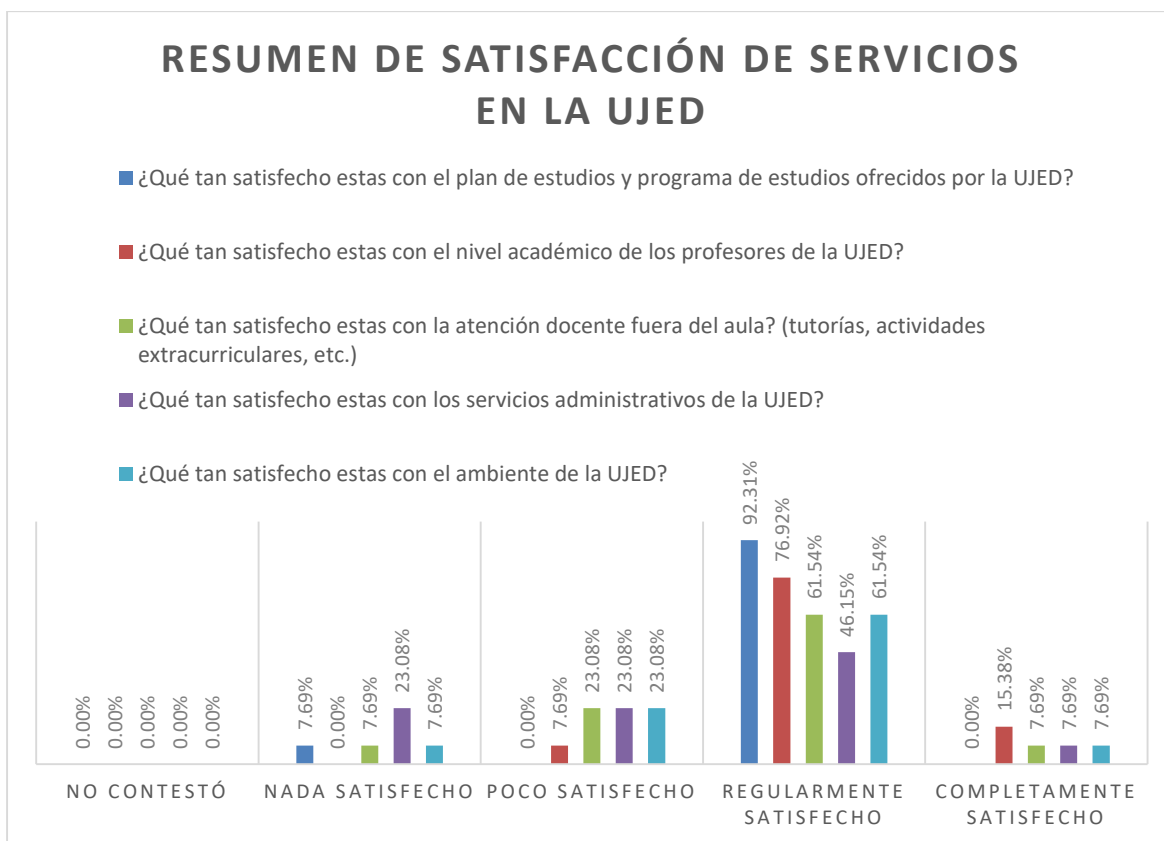 RESUMEN DE SATISFACCIÓN DE SERVICIOS
EN LA UJED
¿Qué tan satisfecho estas con el plan de estudios y programa de estudios ofrecidos por la UJED?
¿Qué tan satisfecho estas con el nivel académico de los profesores de la UJED?
¿Qué tan satisfecho estas con la atención docente fuera del aula? (tutorías, actividades
extracurriculares, etc.)
¿Qué tan satisfecho estas con los servicios administrativos de la UJED?
¿Qué tan satisfecho estas con el ambiente de la UJED?
0.00%
0.00%
0.00%
0.00%
0.00%
7.69%
0.00%
7.69%
23.08%
7.69%
0.00%
7.69%
23.08%
23.08%
23.08%
92.31%
76.92%
61.54%
46.15%
61.54%
0.00%
15.38%
7.69%
7.69%
7.69%
NO CONTESTÓ
NADA SATISFECHO
POCO SATISFECHO
REGULARMENTE
SATISFECHO
COMPLETAMENTE
SATISFECHO